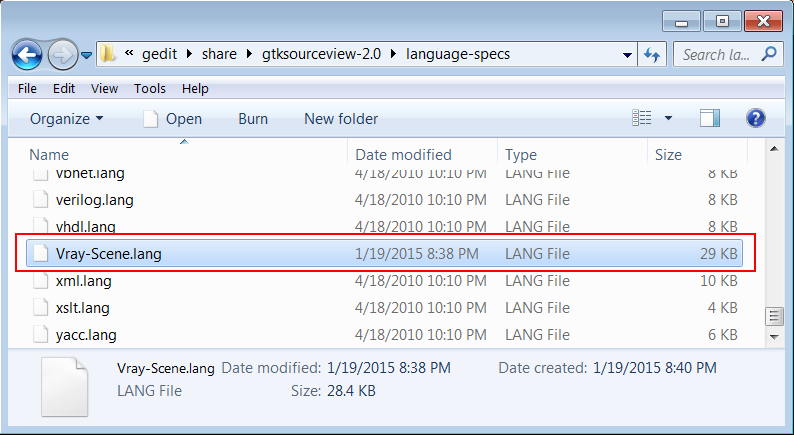 « gedit ▸ share ▸ gtksourceview-2.0 ▸ language-specs Search la...
File Edit View Tools Help
Organize Open Burn New folder
Name Date modified Type Size
vbnet.lang 4/18/2010 10:10 PM LANG File 8 KB
verilog.lang 4/18/2010 10:10 PM LANG File 8 KB
vhdl.lang 4/18/2010 10:10 PM LANG File 8 KB
Vray-Scene.lang 1/19/2015 8:38 PM LANG File 29 KB
xml.lang 4/18/2010 10:10 PM LANG File 10 KB
xslt.lang 4/18/2010 10:10 PM LANG File 4 KB
yacc.lang 4/18/2010 10:10 PM LANG File 6 KB
Vray-Scene.lang Date modified: 1/19/2015 8:38 PM Date created: 1/19/2015 8:40 PM
LANG File Size: 28.4 KB